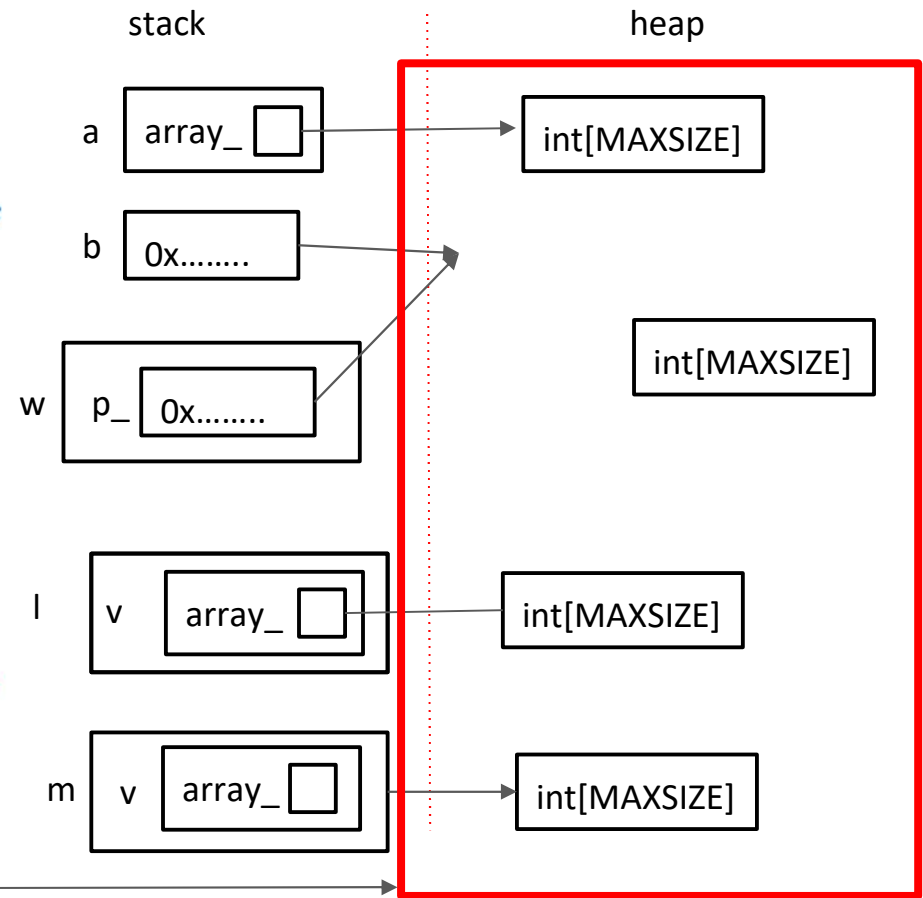 stack heap
a array_ int[MAXSIZE]
b 0x........
int[MAXSIZE]
w p_ 0x........
l v array_ int[MAXSIZE]
m v array_ int[MAXSIZE]